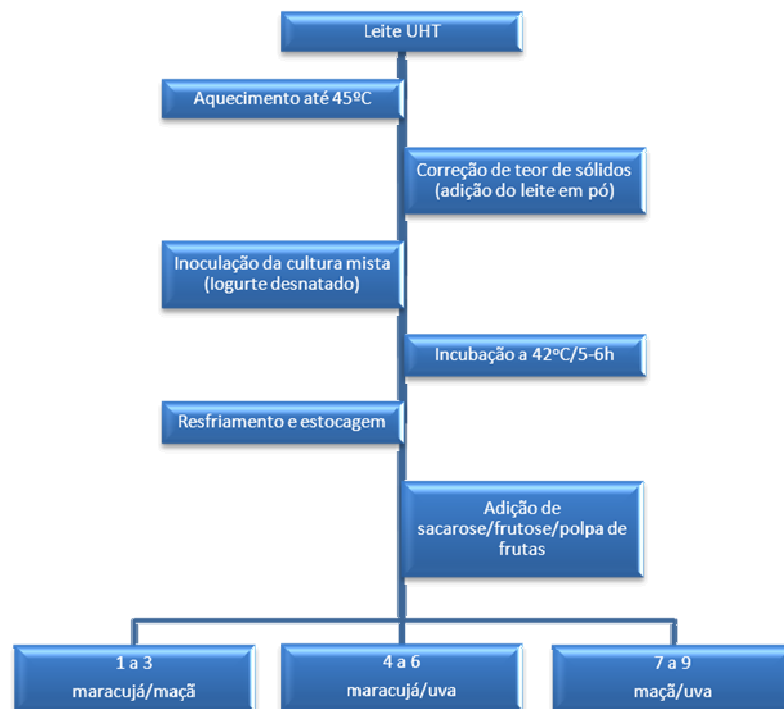 Leite UHT
Aquecimento até 45ºC
Correção de teor de sólidos
(adição do leite em pó)
Inoculação da cultura mista
(Iogurte desnatado)
Incubação a 42ºC/5-6h
Resfriamento e estocagem
Adição de
sacarose/frutose/polpa de
frutas
1 a 3
maracujá/maçã
4 a 6
maracujá/uva
7 a 9
maçã/uva